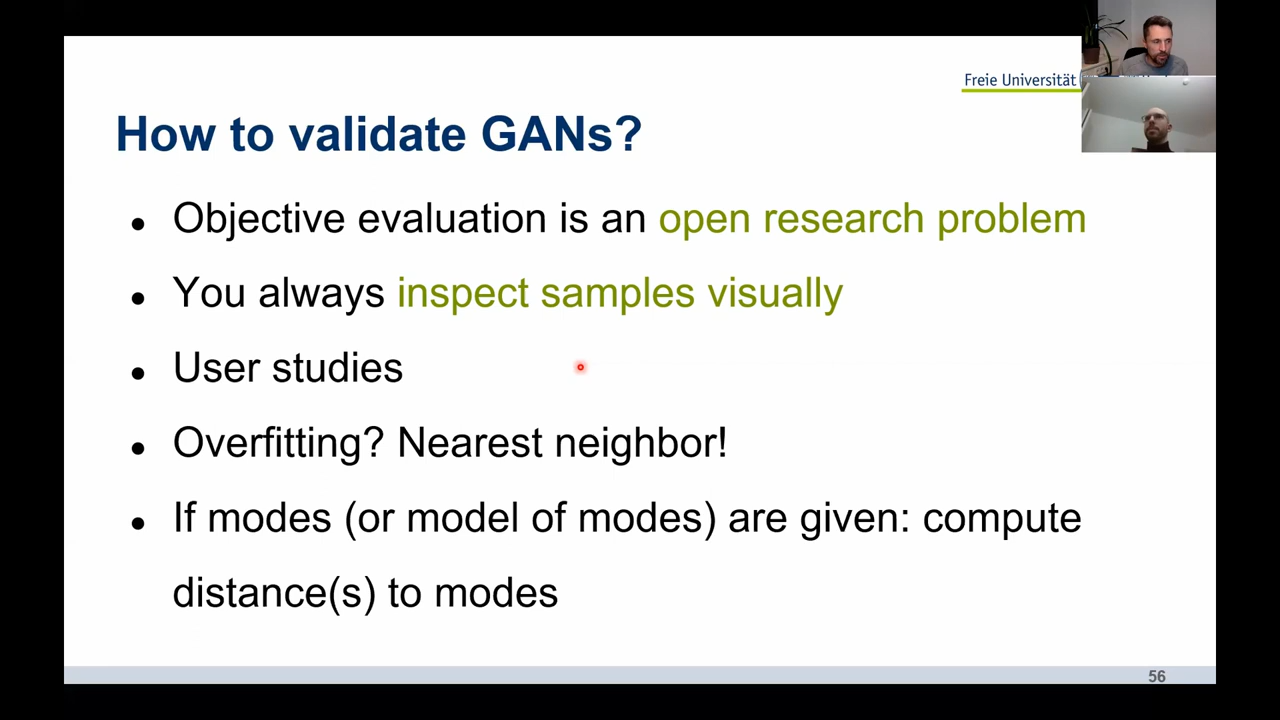 Freie Universität
How to validate GANs?
● Objective evaluation is an open research problem
● You always inspect samples visually
● User studies
● Overfitting? Nearest neighbor!
● If modes (or model of modes) are given: compute
distance(s) to modes
56